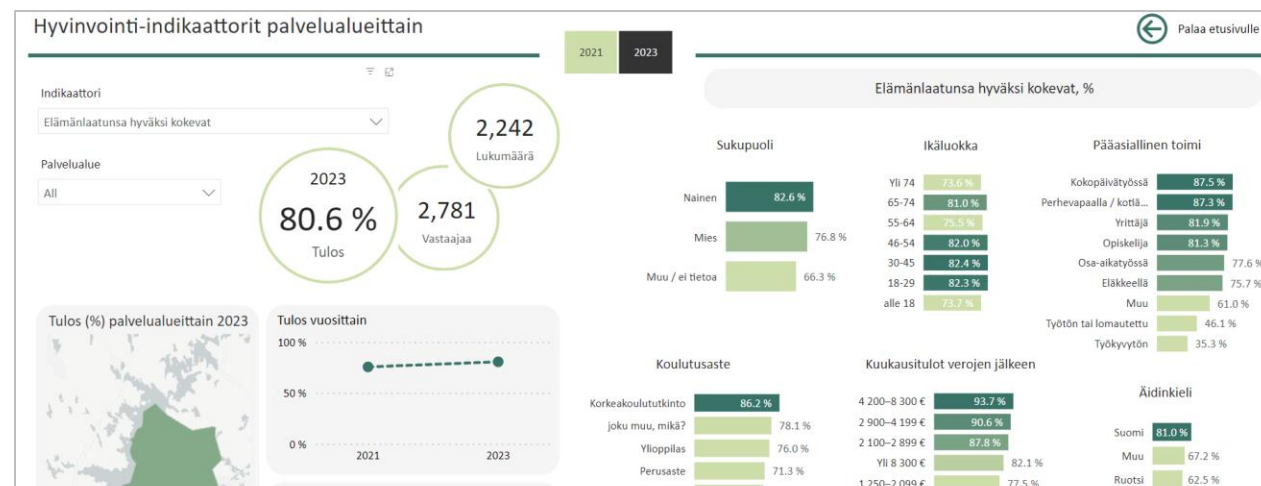 Hyvinvointi-indikaattorit palvelualueittain
2021
2023
Palaa etusivulle
Indikaattori
Elämänlaatunsa hyväksi kokevat
Palvelualue
All
2023
80.6 %
Tulos
2,781
Vastaajaa
2,242
Lukumäärä
Elämänlaatunsa hyväksi kokevat, %
Sukupuoli
Nainen 82.6 %
Mies 76.8 %
Muu / ei tietoa 66.3 %
Ikäluokka
Yli 74 73.6 %
65-74 81.0 %
55-64 75.5 %
46-54 82.0 %
30-45 82.4 %
18-29 82.3 %
alle 18 73.7 %
Pääasiallinen toimi
Kokopäivätyössä 87.5 %
Perhevapaalla / kotiä... 87.3 %
Yrittäjä 81.9 %
Opiskelija 81.3 %
Osa-aikatyössä 77.6 %
Eläkkeellä 75.7 %
Muu 61.0 %
Työtön tai lomautettu 46.1 %
Työkyvytön 35.3 %
Tulos (%) palvelualueittain 2023
Tulos vuosittain
100 %
50 %
0 %
2021
2023
Koulutusaste
Korkeakoulututkinto 86.2 %
joku muu, mikä? 78.1 %
Ylioppilas 76.0 %
Perusaste 71.3 %
Kuukausitulot verojen jälkeen
4 200–8 300 € 93.7 %
2 900–4 199 € 90.6 %
2 100–2 899 € 87.8 %
Yli 8 300 € 82.1 %
1 250–2 099 € 77.5 %
Äidinkieli
Suomi 81.0 %
Muu 67.2 %
Ruotsi 62.5 %